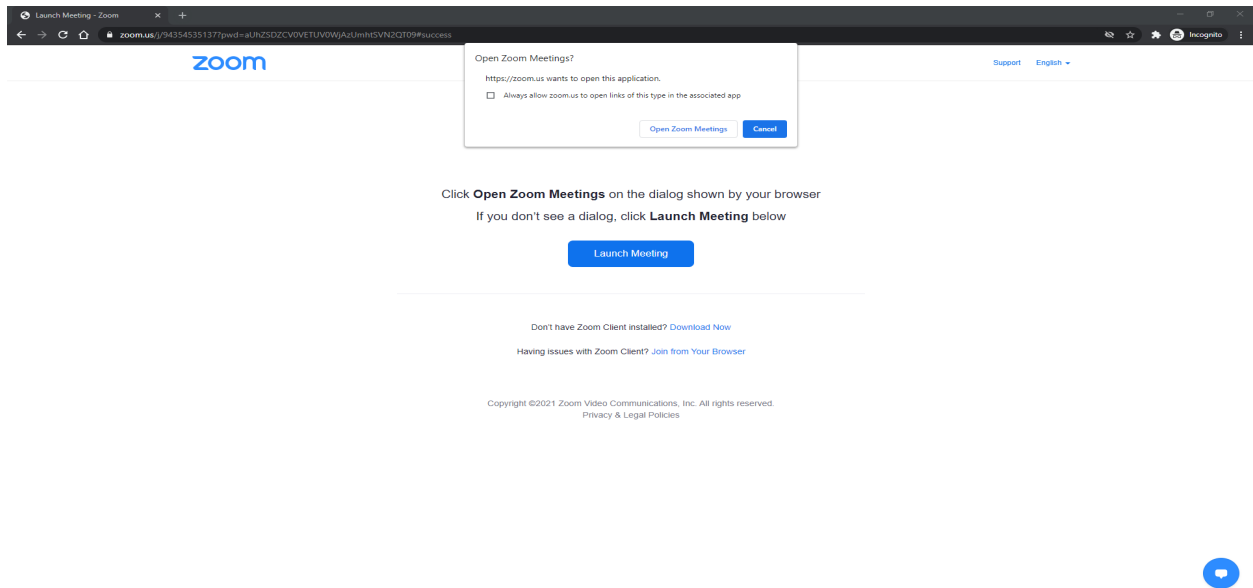 Launch Meeting - Zoom
zoom.us/j/94354535137?pwd=aUhZSDZCV0VETUV0WjAzUmhtSVN2QT09#success
Incognito
zoom
Support English
Open Zoom Meetings?
https://zoom.us wants to open this application.
Always allow zoom.us to open links of this type in the associated app
Open Zoom Meetings Cancel
Click Open Zoom Meetings on the dialog shown by your browser
If you don't see a dialog, click Launch Meeting below
Launch Meeting
Don't have Zoom Client installed? Download Now
Having issues with Zoom Client? Join from Your Browser
Copyright ©2021 Zoom Video Communications, Inc. All rights reserved.
Privacy & Legal Policies